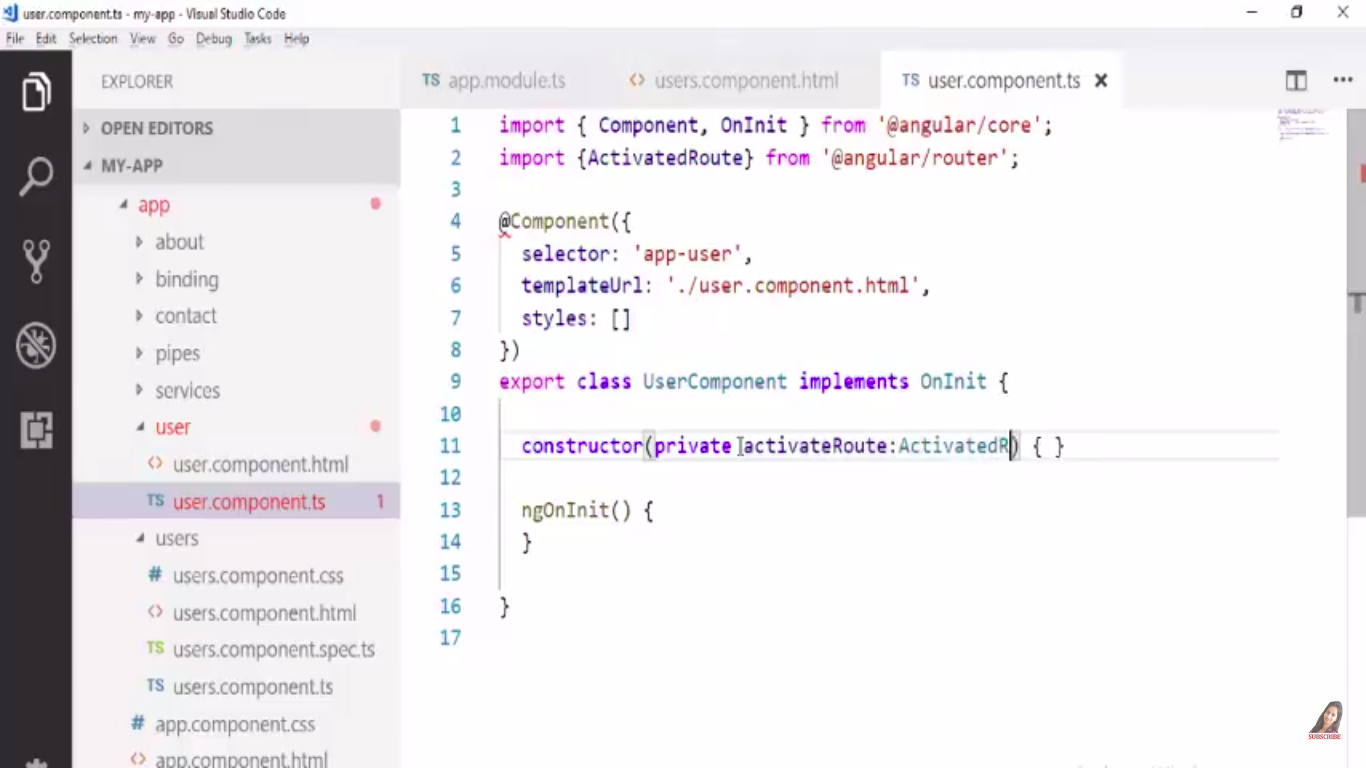 user.component.ts - my-app - Visual Studio Code
File Edit Selection View Go Debug Tasks Help
EXPLORER
OPEN EDITORS
MY-APP
app
about
binding
contact
pipes
services
user
user.component.html
TS user.component.ts 1
users
# users.component.css
<> users.component.html
TS users.component.spec.ts
TS users.component.ts
# app.component.css
<> app.component.html
TS app.module.ts <> users.component.html TS user.component.ts
1 import { Component, OnInit } from '@angular/core';
2 import {ActivatedRoute} from '@angular/router';
3
4 @Component({
5 selector: 'app-user',
6 templateUrl: './user.component.html',
7 styles: []
8 })
9 export class UserComponent implements OnInit {
10
11 constructor(private activateRoute:ActivatedR) { }
12
13 ngOnInit() {
14 }
15
16 }
17
SUBSCRIBE